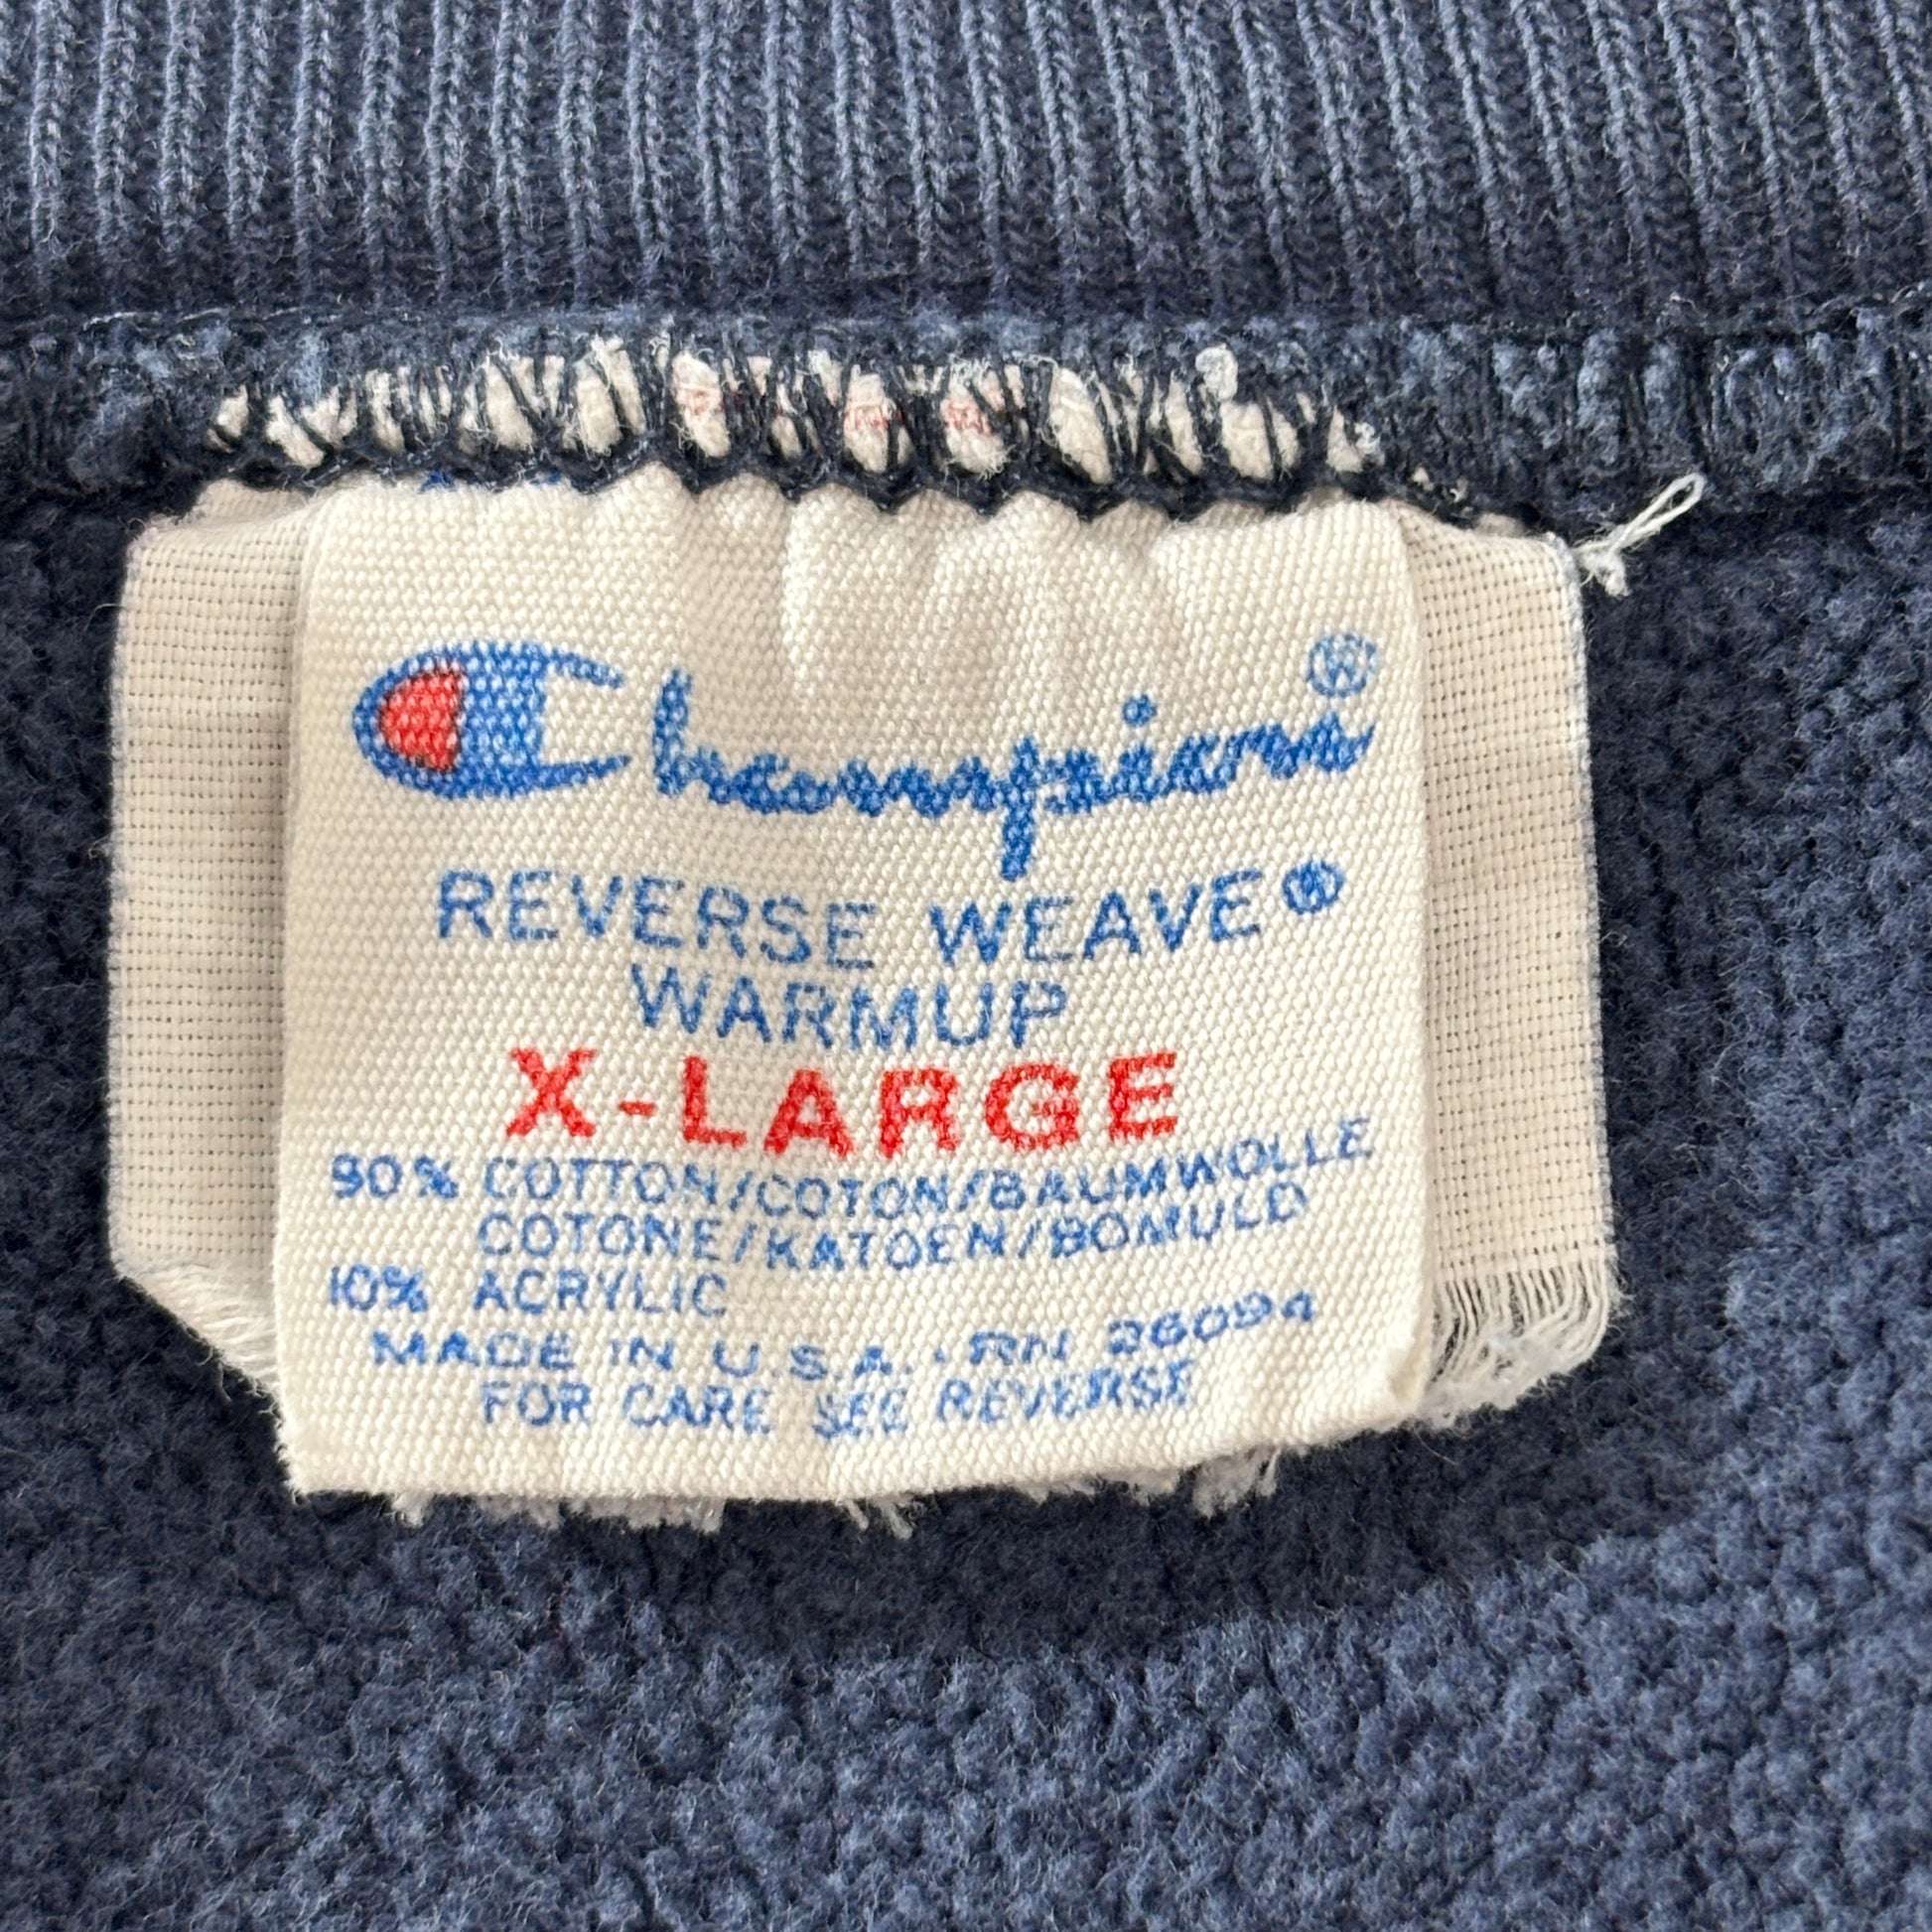 Champion®
REVERSE WEAVE®
WARMUP
X-LARGE
90% COTTON/COTON/BAUMWOLLE
COTONE/KATOEN/BOMULD
10% ACRYLIC
MADE IN U.S.A. · RN 26094
FOR CARE SEE REVERSE